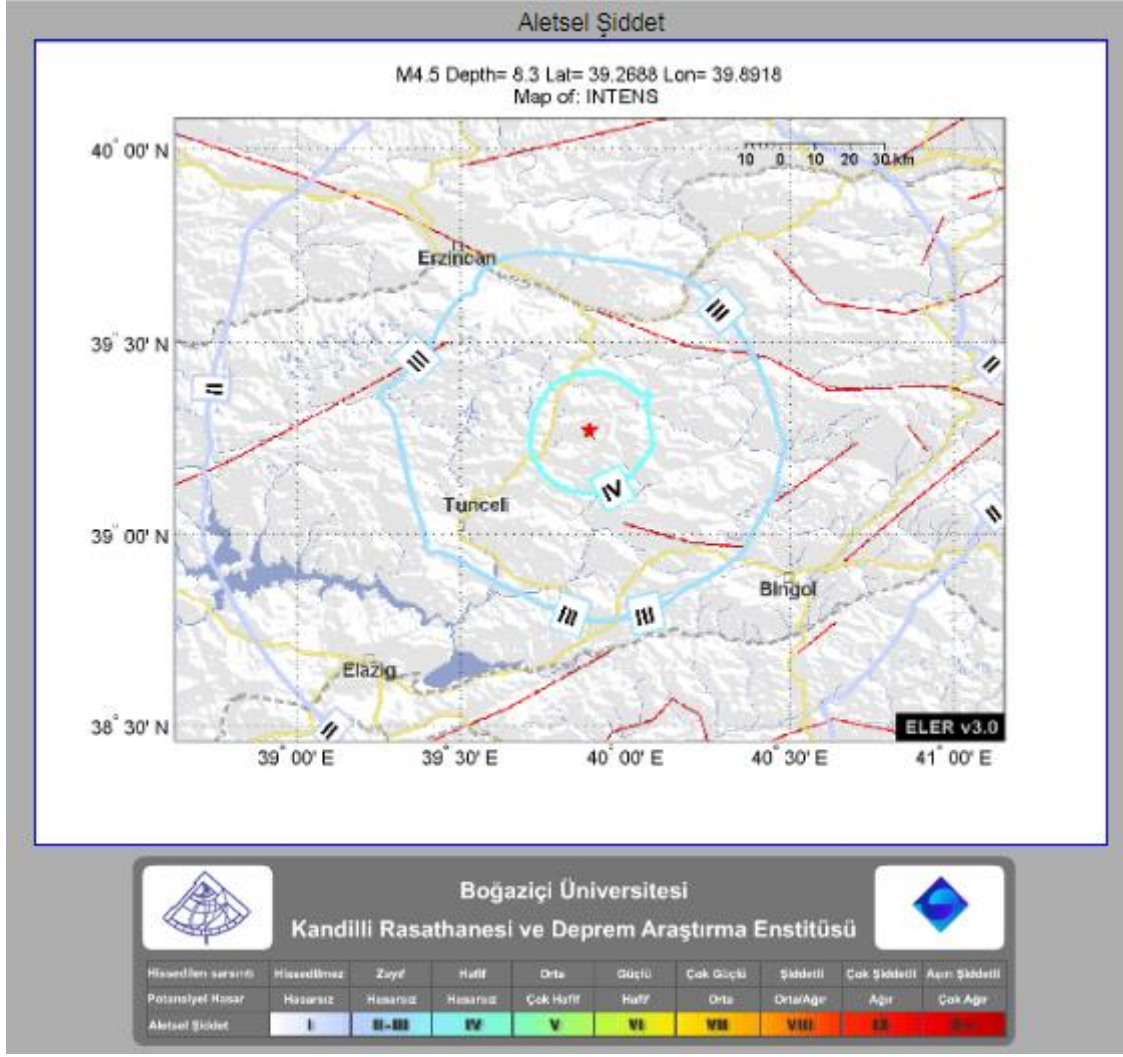 Aletsel Şiddet
M4.5 Depth= 8.3 Lat= 39.2688 Lon= 39.8918
Map of: INTENS
40° 00' N
10 0 10 20 30 km
Erzincan
III
39° 30' N
III
II
II
IV
Tunceli
39° 00' N
II
Bingol
III
III
Elazig
38° 30' N
II
ELER v3.0
39° 00' E
39° 30' E
40° 00' E
40° 30' E
41° 00' E
Boğaziçi Üniversitesi
Kandilli Rasathanesi ve Deprem Araştırma Enstitüsü
Hissedilen sarsıntı Hissedilmez Zayıf Hafif Orta Güçlü Çok Güçlü Şiddetli Çok Şiddetli Aşırı Şiddetli
Potansiyel Hasar Hasarsız Hasarsız Hasarsız Çok Hafif Hafif Orta Orta/Ağır Ağır Çok Ağır
Aletsel Şiddet I II-III IV V VI VII VIII IX